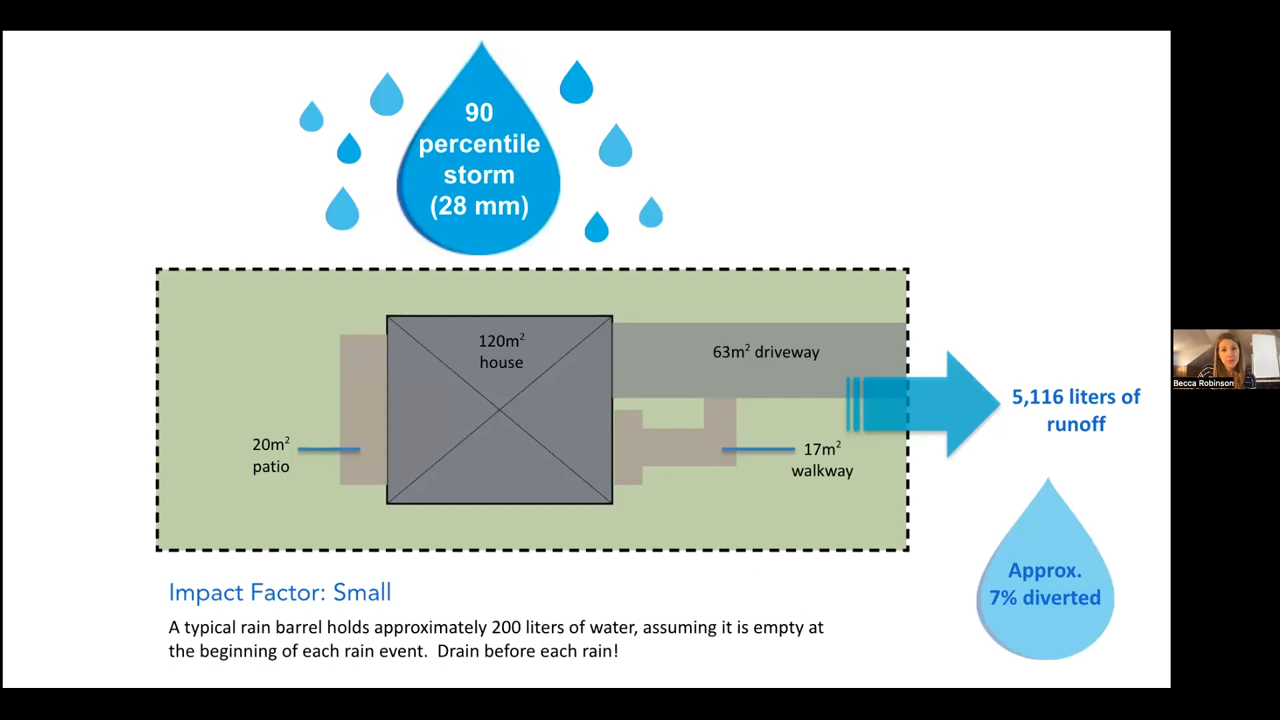 90
percentile
storm
(28 mm)
120m²
house
63m² driveway
5,116 liters of
runoff
20m²
patio
17m²
walkway
Approx.
7% diverted
Impact Factor: Small
A typical rain barrel holds approximately 200 liters of water, assuming it is empty at
the beginning of each rain event.  Drain before each rain!
Becca Robinson